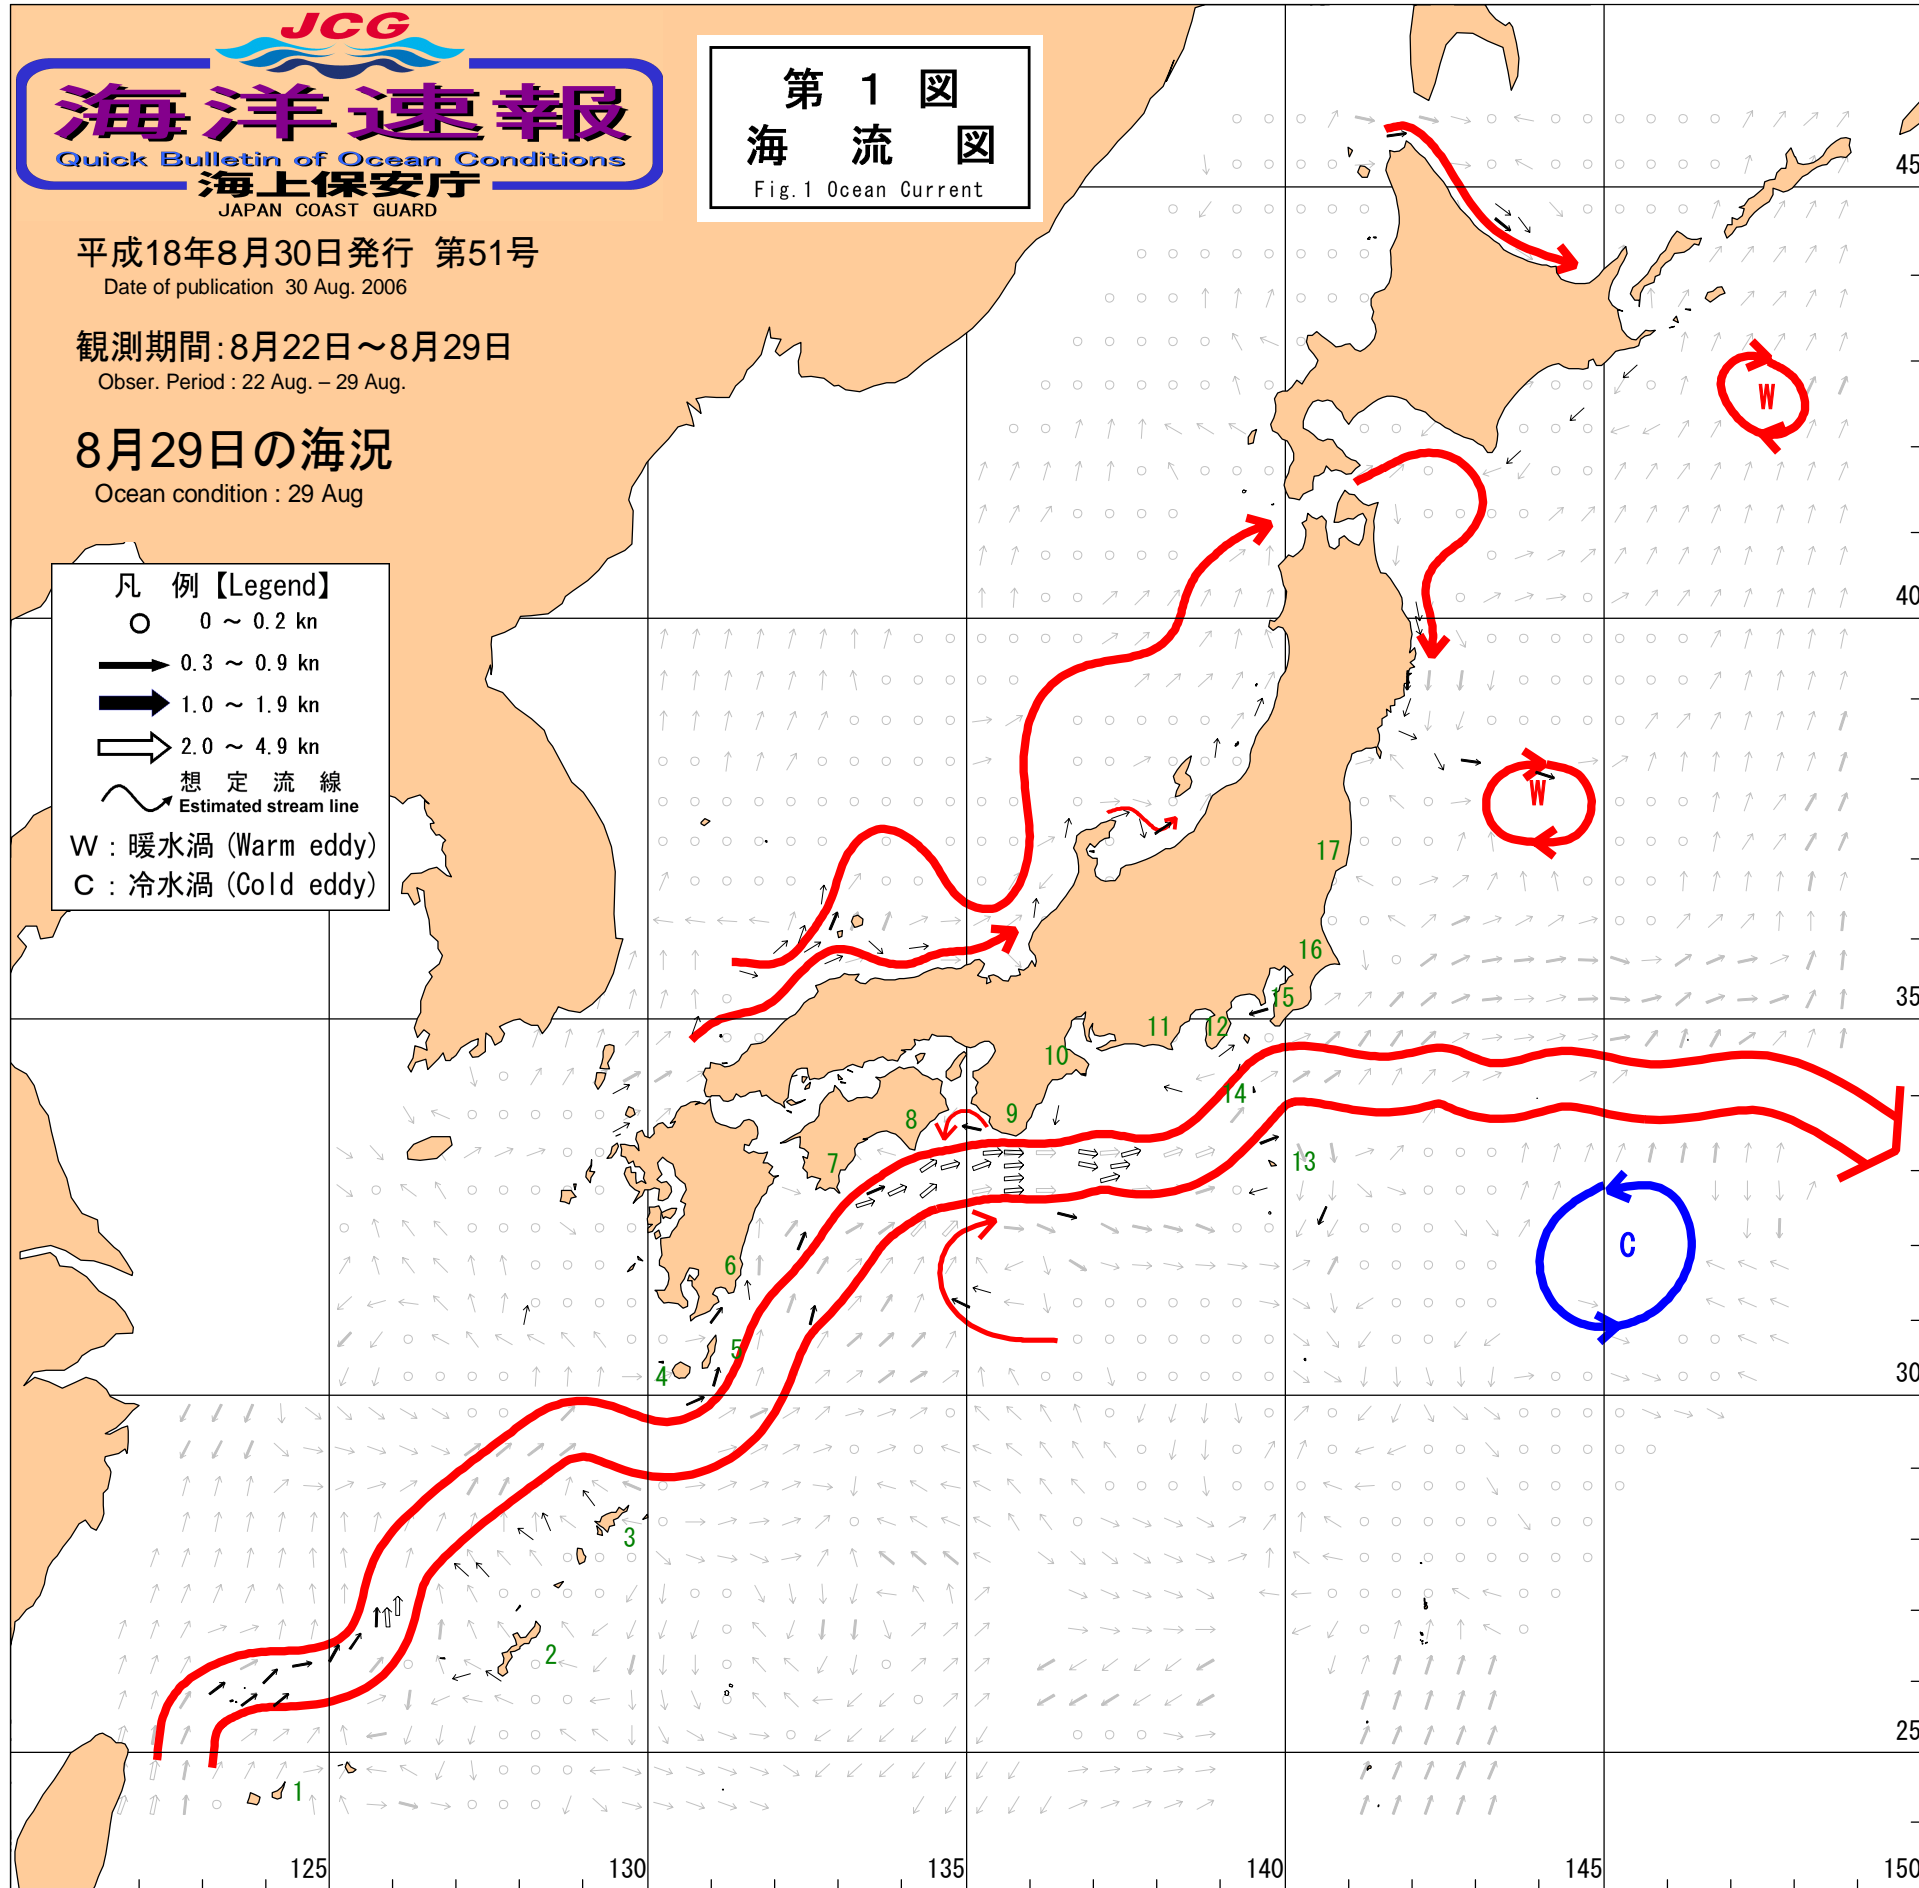 JCG
海洋速報
Quick Bulletin of Ocean Conditions
海上保安庁
JAPAN COAST GUARD
平成18年8月30日発行 第51号
Date of publication 30 Aug. 2006
観測期間:8月22日~8月29日
Obser. Period : 22 Aug. – 29 Aug.
8月29日の海況
Ocean condition : 29 Aug
第 1 図
海 流 図
Fig.1 Ocean Current
凡 例【Legend】
0 ~ 0.2 kn
0.3 ~ 0.9 kn
1.0 ~ 1.9 kn
2.0 ~ 4.9 kn
想 定 流 線
Estimated stream line
W : 暖水渦 (Warm eddy)
C : 冷水渦 (Cold eddy)
45
W
40
W
17
16
35
15
14
13
12
11
10
9
8
7
6
C
5
4
30
3
2
25
1
125
130
135
140
145
150